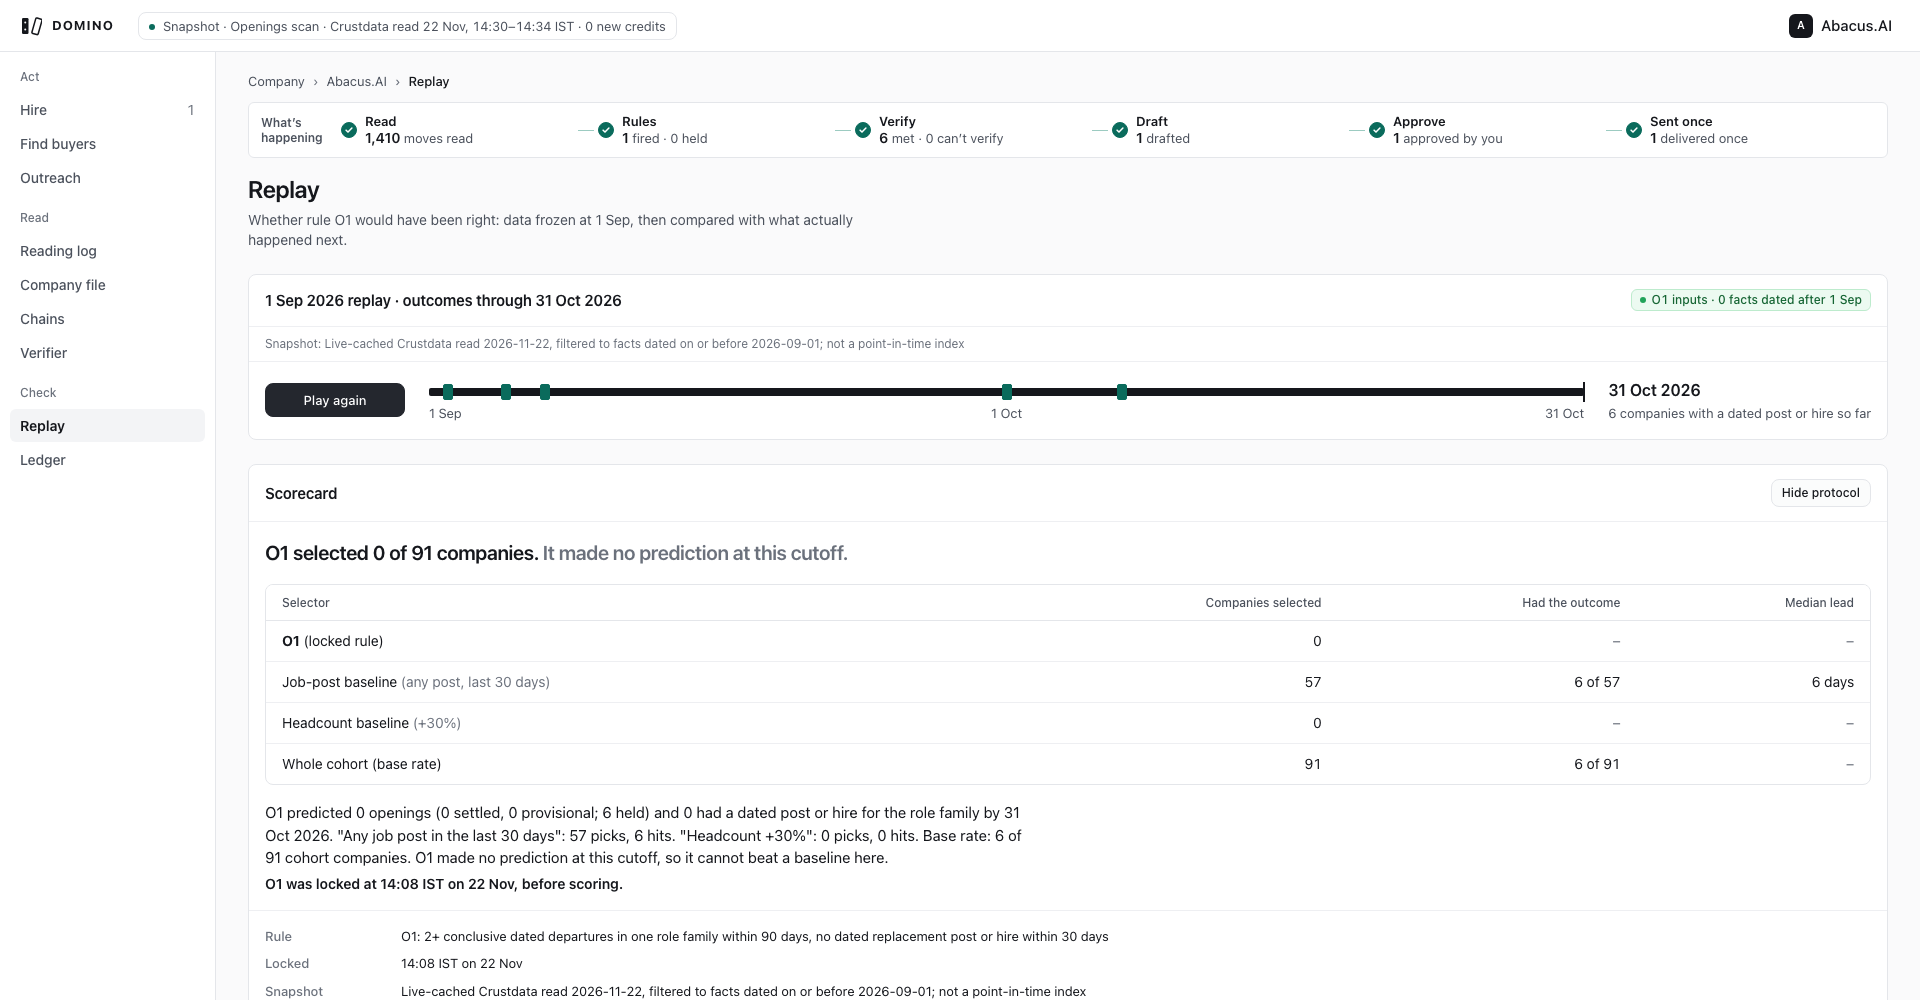 DOMINO
Snapshot · Openings scan · Crustdata read 22 Nov, 14:30–14:34 IST · 0 new credits
A
Abacus.AI
Act
Hire 1
Find buyers
Outreach
Read
Reading log
Company file
Chains
Verifier
Check
Replay
Ledger
Company › Abacus.AI › Replay
What's happening
Read
1,410 moves read
Rules
1 fired · 0 held
Verify
6 met · 0 can't verify
Draft
1 drafted
Approve
1 approved by you
Sent once
1 delivered once
Replay
Whether rule O1 would have been right: data frozen at 1 Sep, then compared with what actually
happened next.
1 Sep 2026 replay · outcomes through 31 Oct 2026
O1 inputs · 0 facts dated after 1 Sep
Snapshot: Live-cached Crustdata read 2026-11-22, filtered to facts dated on or before 2026-09-01; not a point-in-time index
Play again
1 Sep
1 Oct
31 Oct
31 Oct 2026
6 companies with a dated post or hire so far
Scorecard
Hide protocol
O1 selected 0 of 91 companies. It made no prediction at this cutoff.
Selector Companies selected Had the outcome Median lead
O1 (locked rule) 0 – –
Job-post baseline (any post, last 30 days) 57 6 of 57 6 days
Headcount baseline (+30%) 0 – –
Whole cohort (base rate) 91 6 of 91 –
O1 predicted 0 openings (0 settled, 0 provisional; 6 held) and 0 had a dated post or hire for the role family by 31
Oct 2026. "Any job post in the last 30 days": 57 picks, 6 hits. "Headcount +30%": 0 picks, 0 hits. Base rate: 6 of
91 cohort companies. O1 made no prediction at this cutoff, so it cannot beat a baseline here.
O1 was locked at 14:08 IST on 22 Nov, before scoring.
Rule O1: 2+ conclusive dated departures in one role family within 90 days, no dated replacement post or hire within 30 days
Locked 14:08 IST on 22 Nov
Snapshot Live-cached Crustdata read 2026-11-22, filtered to facts dated on or before 2026-09-01; not a point-in-time index